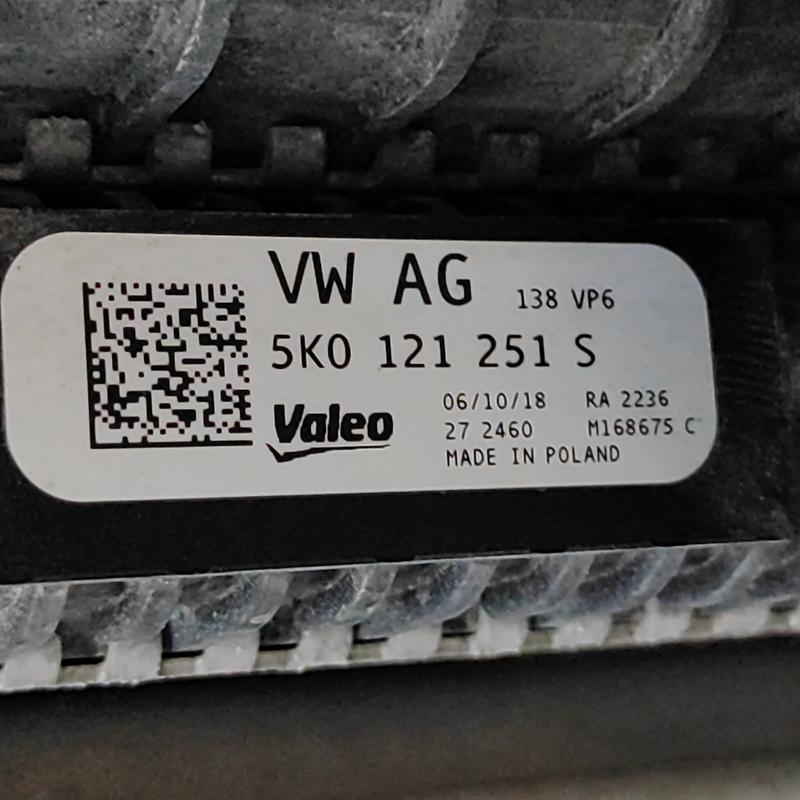 VW AG 138 VP6
5K0 121 251 S
Valeo 06/10/18 RA 2236
27 2460 M168675 C
MADE IN POLAND